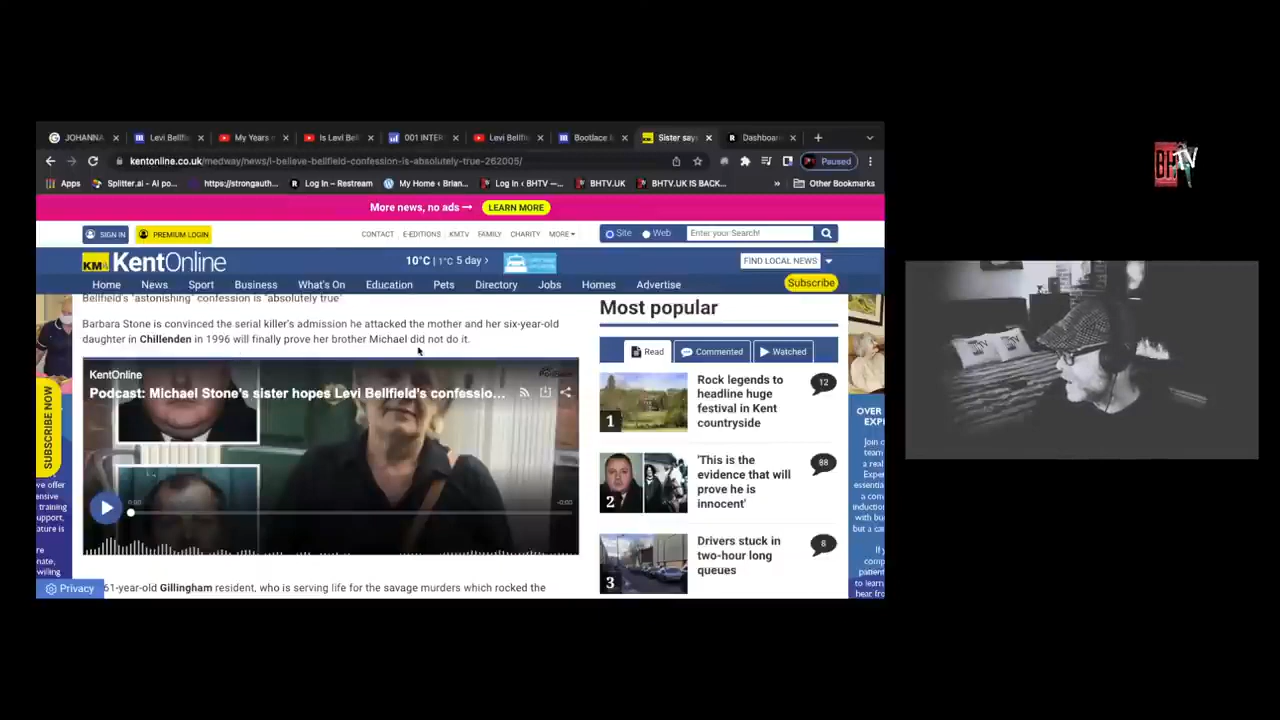 JOHANNA
Levi Bellfi
My Years
Is Levi Bel
001 INTER
Levi Bellfi
Bootlace
Sister say
Dashboar
kentonline.co.uk/medway/news/i-believe-bellfield-confession-is-absolutely-true-262005/
Paused
Apps
Splitter.ai - AI po...
https://strongauth...
Log In – Restream
My Home ‹ Brian...
Log In ‹ BHTV —...
BHTV.UK
BHTV.UK IS BACK...
»
Other Bookmarks
More news, no ads →
LEARN MORE
SIGN IN
PREMIUM LOGIN
CONTACT
E-EDITIONS
KMTV
FAMILY
CHARITY
MORE
Site
Web
Enter your Search!
KM
KentOnline
10°C | 1°C 5 day ›
FIND LOCAL NEWS
Home
News
Sport
Business
What's On
Education
Pets
Directory
Jobs
Homes
Advertise
Subscribe
Bellfield's "astonishing" confession is "absolutely true"
Barbara Stone is convinced the serial killer's admission he attacked the mother and her six-year-old
daughter in Chillenden in 1996 will finally prove her brother Michael did not do it.
KentOnline
Podcast: Michael Stone's sister hopes Levi Bellfield's confessio...
0:00
-0:00
61-year-old Gillingham resident, who is serving life for the savage murders which rocked the
Privacy
SUBSCRIBE NOW
Most popular
Read
Commented
Watched
1
Rock legends to
headline huge
festival in Kent
countryside
12
2
'This is the
evidence that will
prove he is
innocent'
88
3
Drivers stuck in
two-hour long
queues
8
BHTV